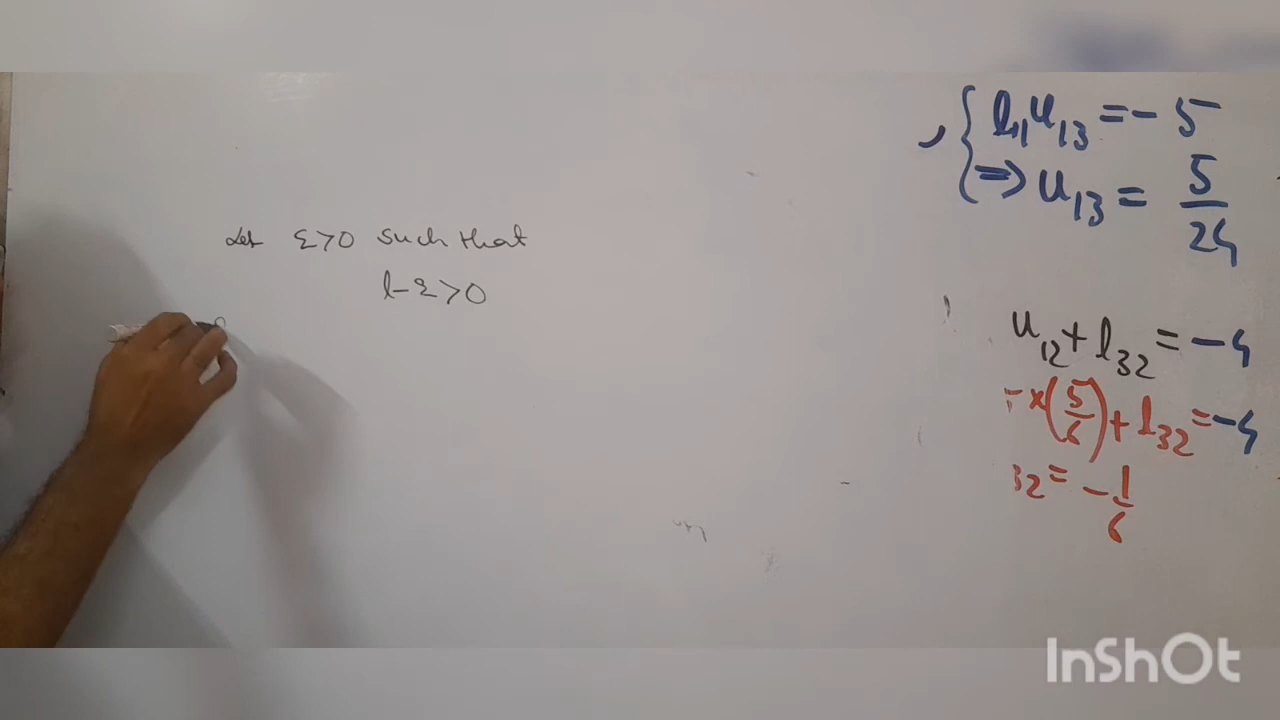 Let ε>0 such that
l-ε>0
{ l₁₁u₁₃=-5
=> u₁₃ = 5/24
u₁₂+l₃₂=-4
×(5/6)+l₃₂=-4
32=-1/6
InShOt